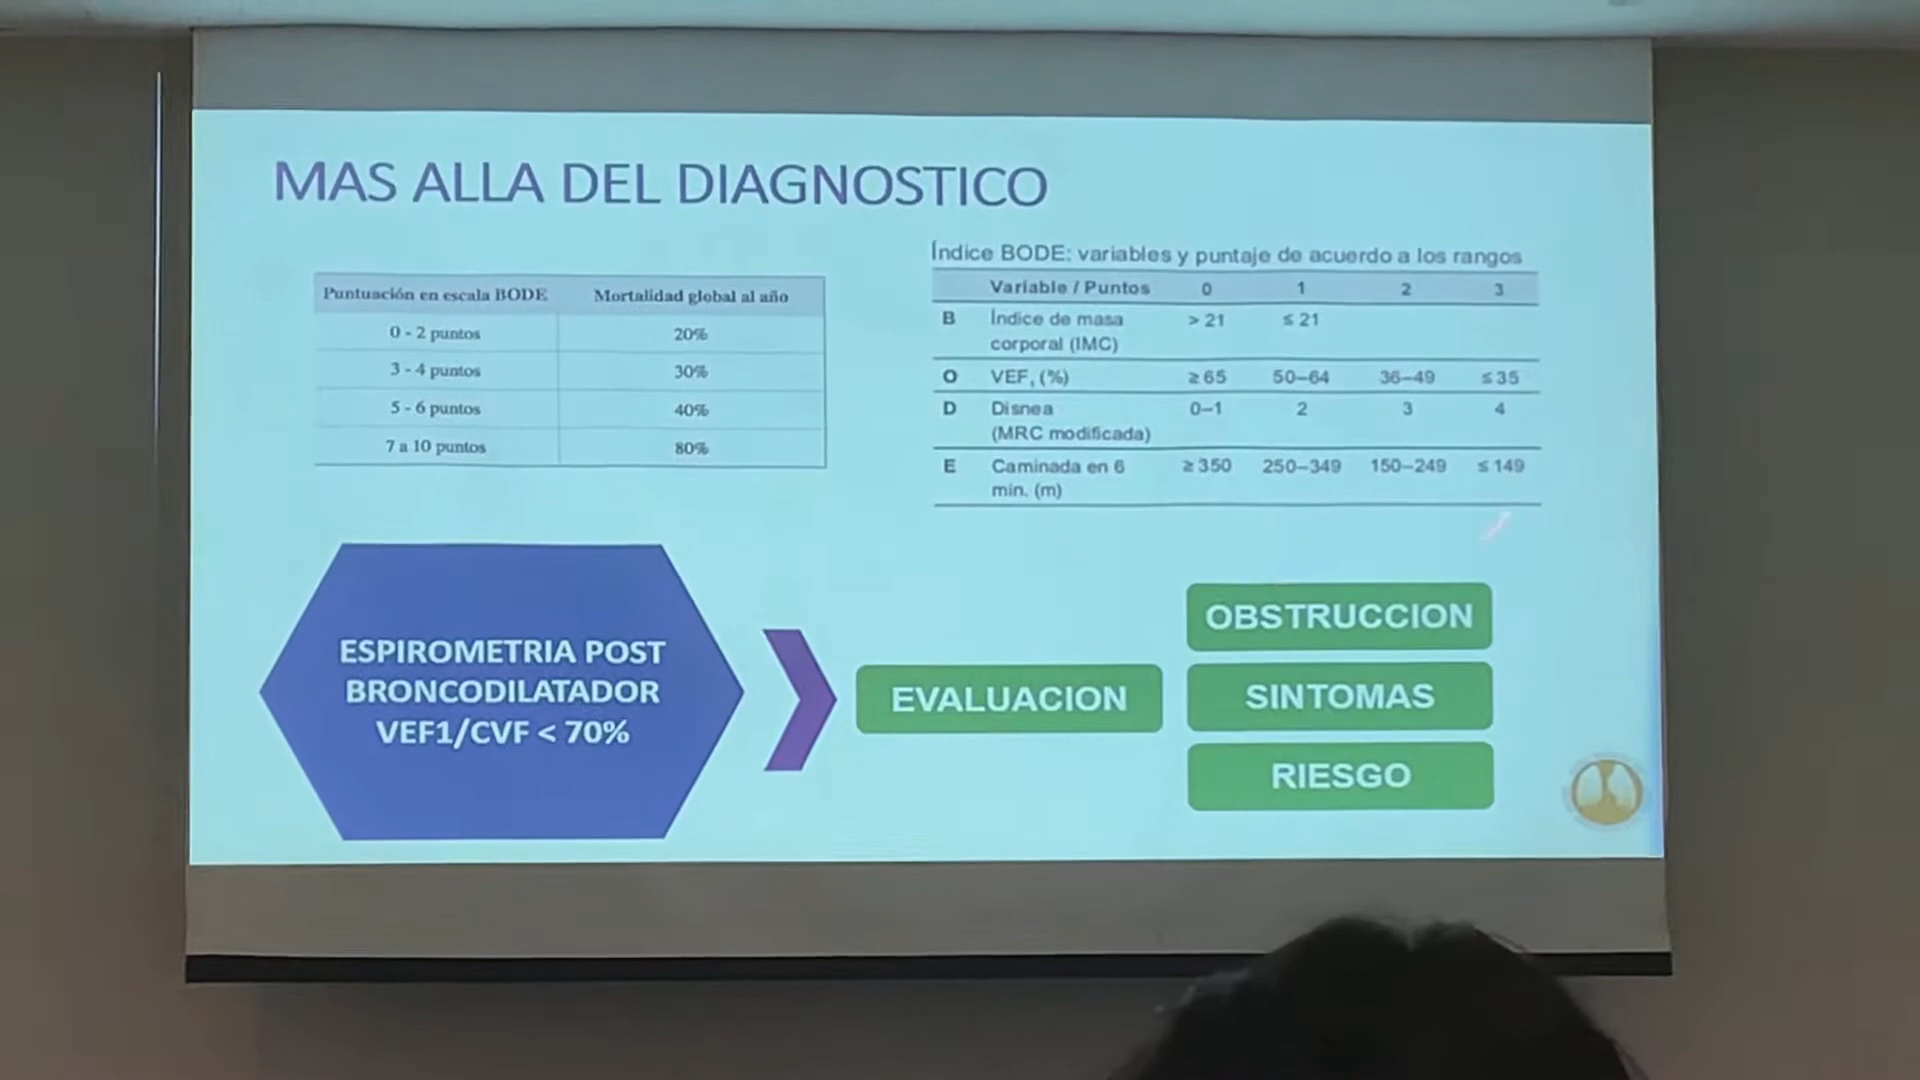 MAS ALLA DEL DIAGNOSTICO
Puntuación en escala BODE Mortalidad global al año
0 - 2 puntos 20%
3 - 4 puntos 30%
5 - 6 puntos 40%
7 a 10 puntos 80%
Índice BODE: variables y puntaje de acuerdo a los rangos
Variable / Puntos 0 1 2 3
B Índice de masa corporal (IMC) > 21 ≤ 21
O VEF₁ (%) ≥ 65 50–64 36–49 ≤ 35
D Disnea (MRC modificada) 0–1 2 3 4
E Caminada en 6 min. (m) ≥ 350 250–349 150–249 ≤ 149
ESPIROMETRIA POST
BRONCODILATADOR
VEF1/CVF < 70%
EVALUACION
OBSTRUCCION
SINTOMAS
RIESGO